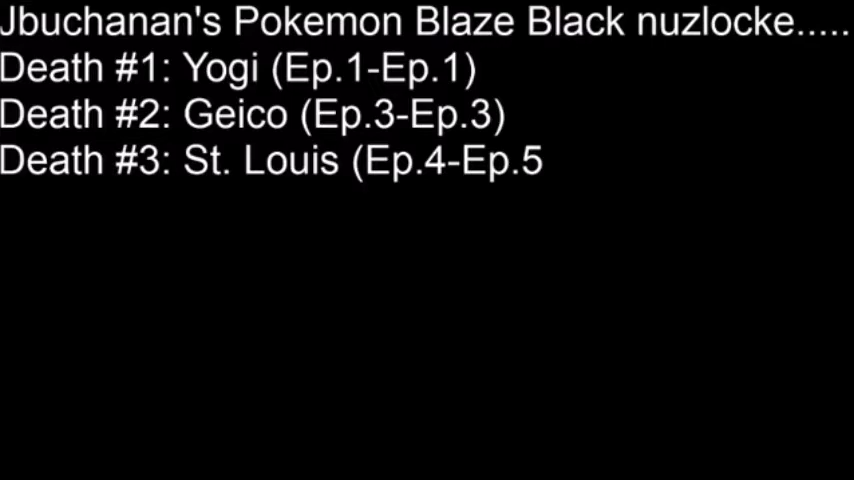 Jbuchanan's Pokemon Blaze Black nuzlocke.....
Death #1: Yogi (Ep.1-Ep.1)
Death #2: Geico (Ep.3-Ep.3)
Death #3: St. Louis (Ep.4-Ep.5